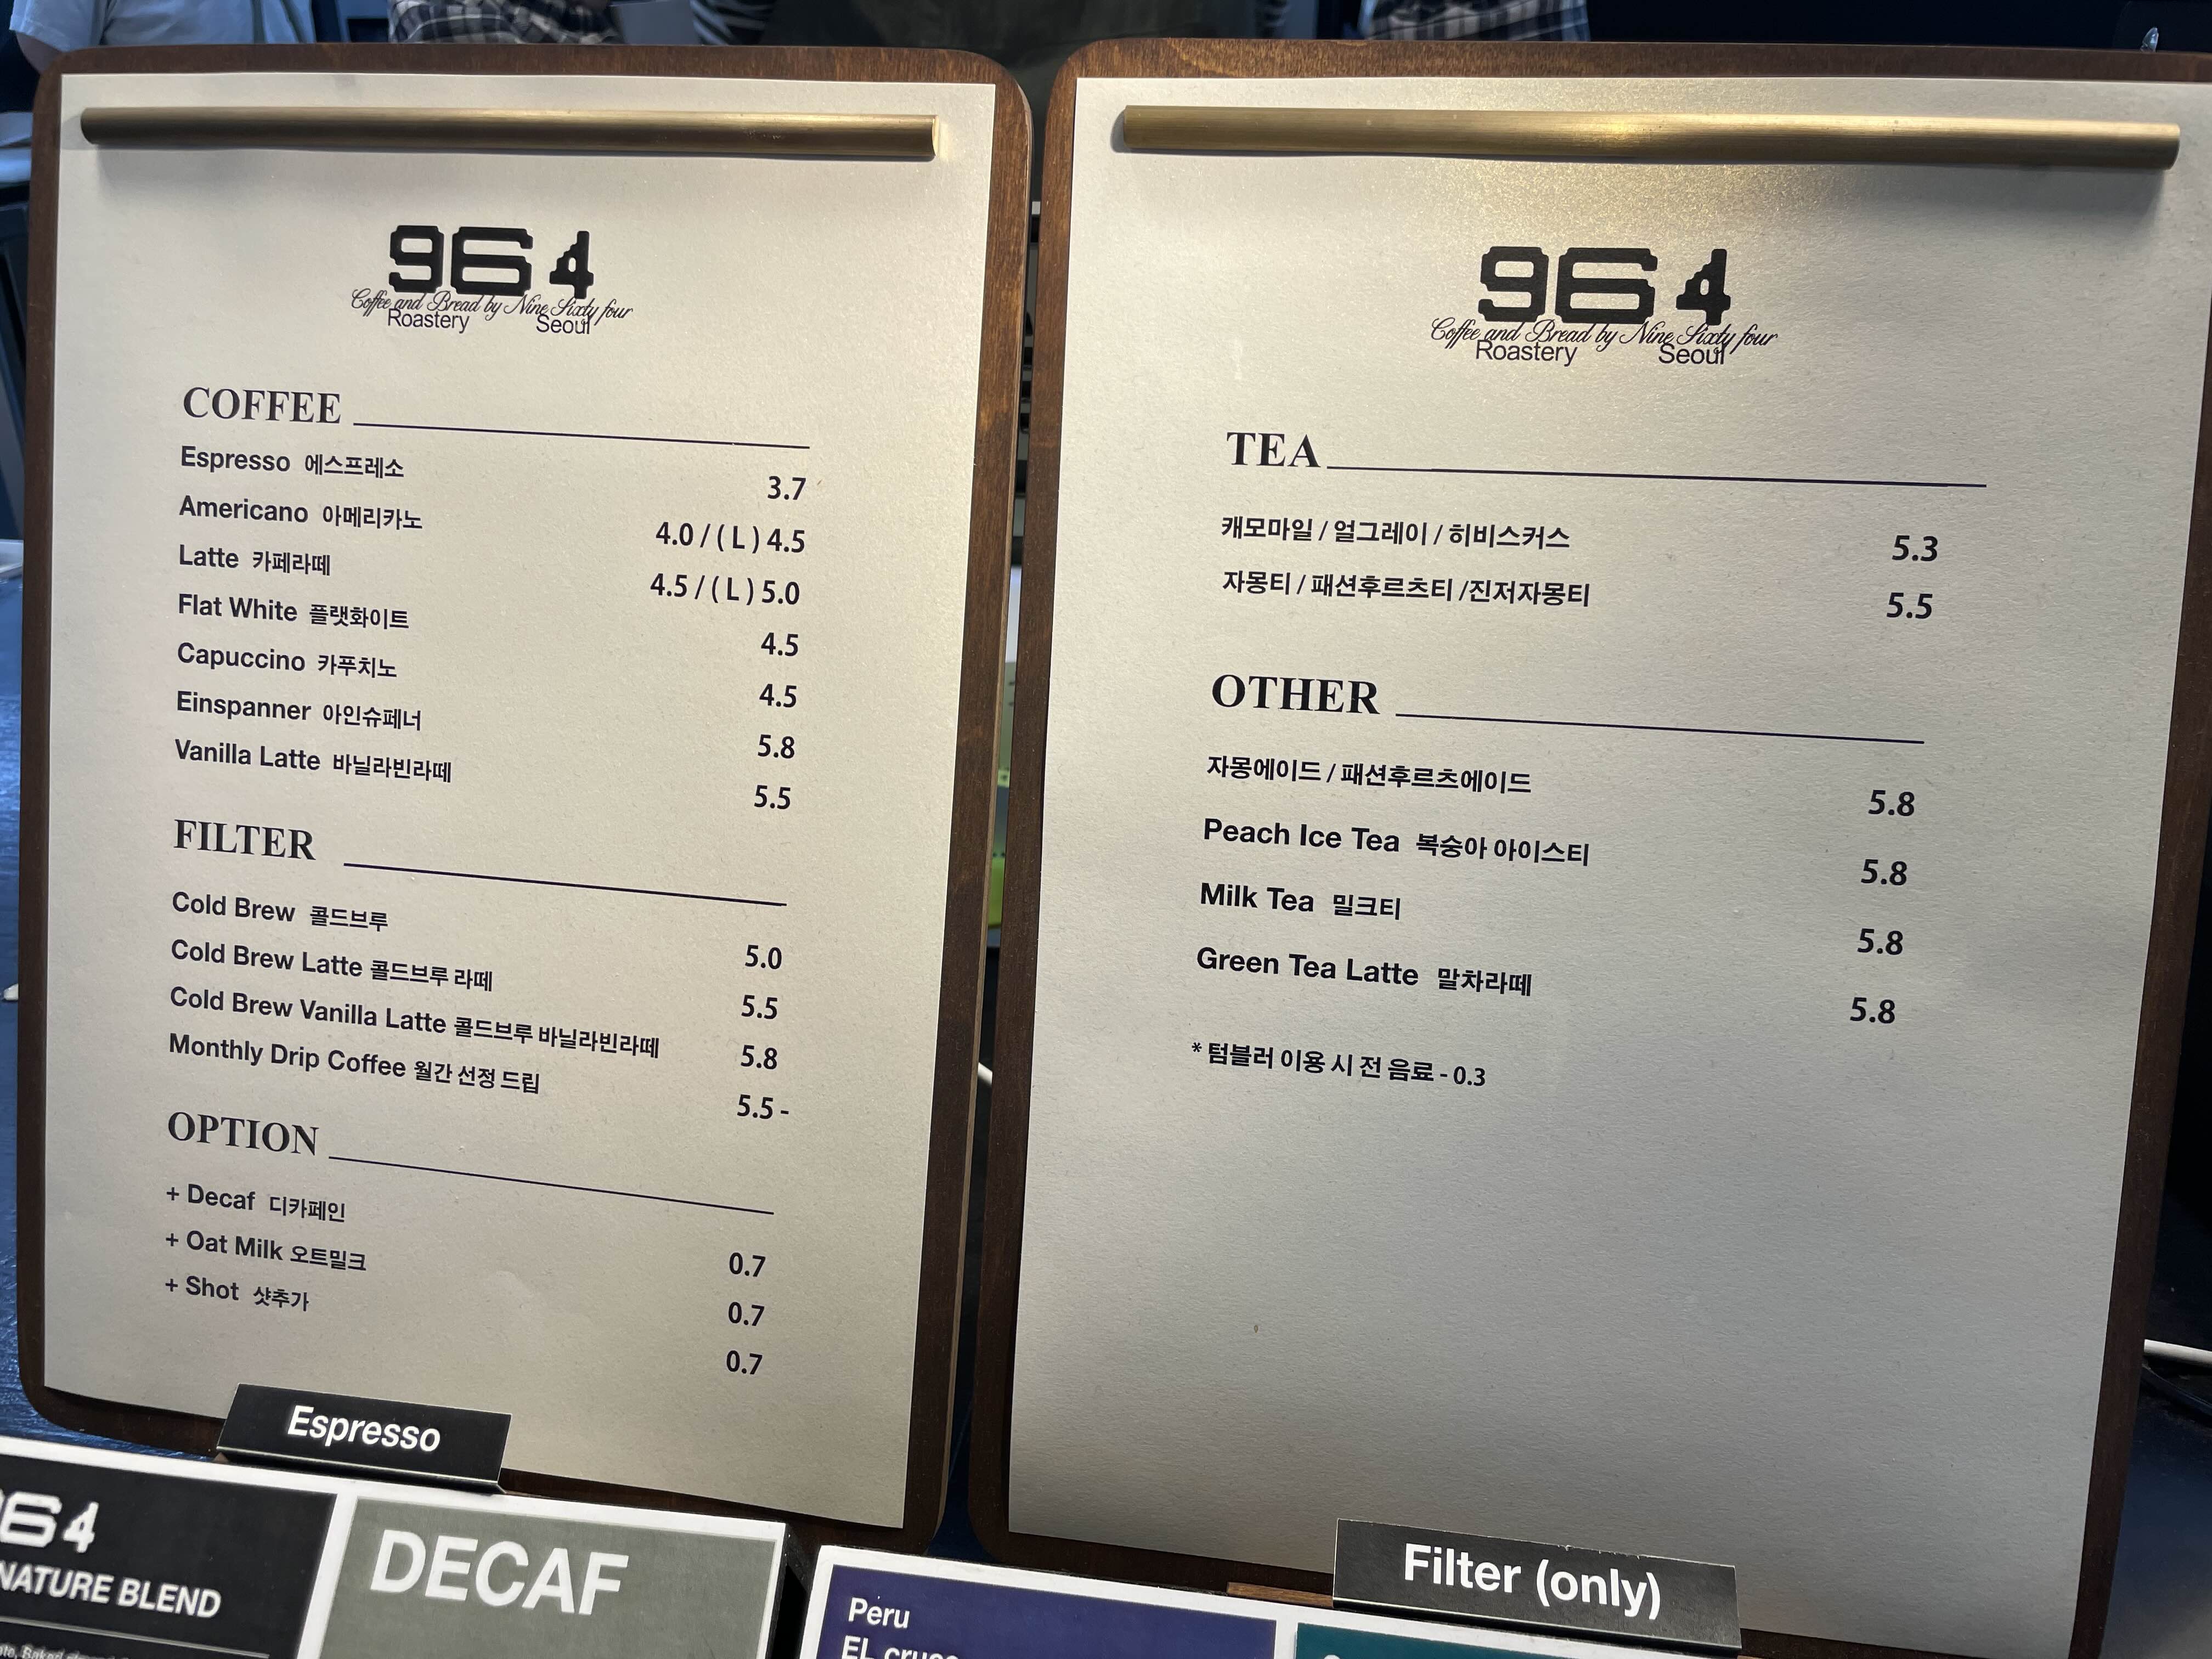 964
Coffee and Bread by Nine Sixty four
Roastery Seoul
COFFEE
Espresso 에스프레소 3.7
Americano 아메리카노 4.0 / ( L ) 4.5
Latte 카페라떼 4.5 / ( L ) 5.0
Flat White 플랫화이트 4.5
Capuccino 카푸치노 4.5
Einspanner 아인슈페너 5.8
Vanilla Latte 바닐라빈라떼 5.5
FILTER
Cold Brew 콜드브루 5.0
Cold Brew Latte 콜드브루 라떼 5.5
Cold Brew Vanilla Latte 콜드브루 바닐라빈라떼 5.8
Monthly Drip Coffee 월간 선정 드립 5.5 -
OPTION
+ Decaf 디카페인 0.7
+ Oat Milk 오트밀크 0.7
+ Shot 샷추가 0.7
964
Coffee and Bread by Nine Sixty four
Roastery Seoul
TEA
캐모마일 / 얼그레이 / 히비스커스 5.3
자몽티 / 패션후르츠티 /진저자몽티 5.5
OTHER
자몽에이드 / 패션후르츠에이드 5.8
Peach Ice Tea 복숭아 아이스티 5.8
Milk Tea 밀크티 5.8
Green Tea Latte 말차라떼 5.8
* 텀블러 이용 시 전 음료 - 0.3
Espresso
964
NATURE BLEND
DECAF
Filter (only)
Peru
EL